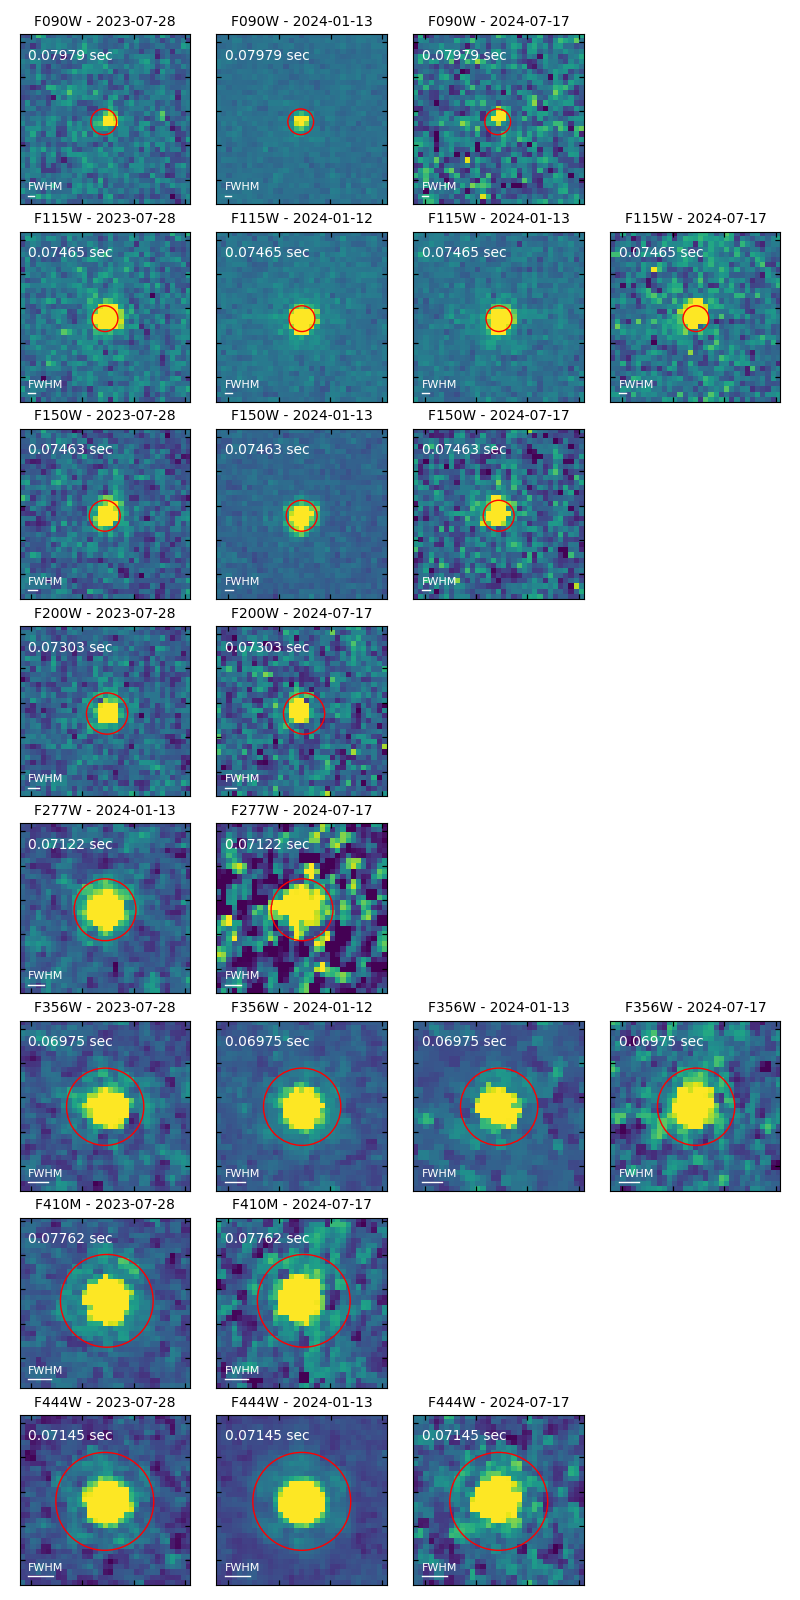 F090W - 2023-07-28
F090W - 2024-01-13
F090W - 2024-07-17
0.07979 sec
0.07979 sec
0.07979 sec
FWHM
FWHM
FWHM
F115W - 2023-07-28
F115W - 2024-01-12
F115W - 2024-01-13
F115W - 2024-07-17
0.07465 sec
0.07465 sec
0.07465 sec
0.07465 sec
FWHM
FWHM
FWHM
FWHM
F150W - 2023-07-28
F150W - 2024-01-13
F150W - 2024-07-17
0.07463 sec
0.07463 sec
0.07463 sec
FWHM
FWHM
FWHM
F200W - 2023-07-28
F200W - 2024-07-17
0.07303 sec
0.07303 sec
FWHM
FWHM
F277W - 2024-01-13
F277W - 2024-07-17
0.07122 sec
0.07122 sec
FWHM
FWHM
F356W - 2023-07-28
F356W - 2024-01-12
F356W - 2024-01-13
F356W - 2024-07-17
0.06975 sec
0.06975 sec
0.06975 sec
0.06975 sec
FWHM
FWHM
FWHM
FWHM
F410M - 2023-07-28
F410M - 2024-07-17
0.07762 sec
0.07762 sec
FWHM
FWHM
F444W - 2023-07-28
F444W - 2024-01-13
F444W - 2024-07-17
0.07145 sec
0.07145 sec
0.07145 sec
FWHM
FWHM
FWHM